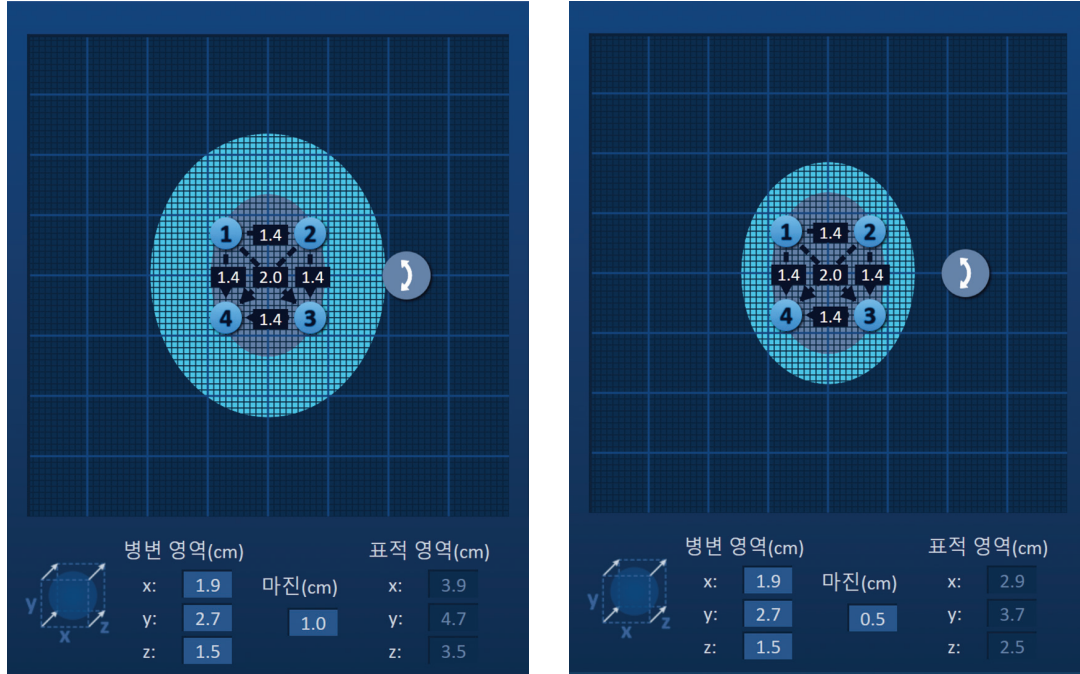 1 1.4 2
1.4 2.0 1.4
4 1.4 3
병변 영역(cm) 표적 영역(cm)
x: 1.9 마진(cm) x: 3.9
y: 2.7 1.0 y: 4.7
z: 1.5 z: 3.5
y
x
z
1 1.4 2
1.4 2.0 1.4
4 1.4 3
병변 영역(cm) 표적 영역(cm)
x: 1.9 마진(cm) x: 2.9
y: 2.7 0.5 y: 3.7
z: 1.5 z: 2.5
y
x
z